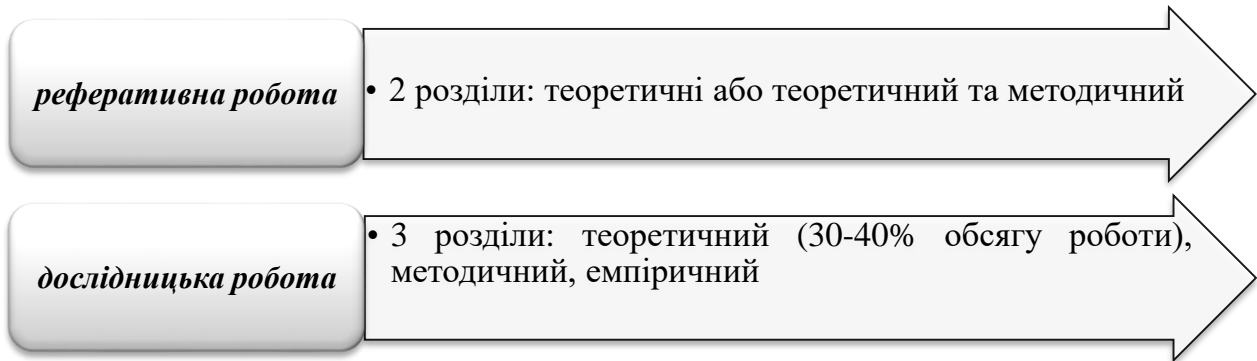 реферативна робота
• 2 розділи: теоретичні або теоретичний та методичний
дослідницька робота
• 3 розділи: теоретичний (30-40% обсягу роботи),
методичний, емпіричний